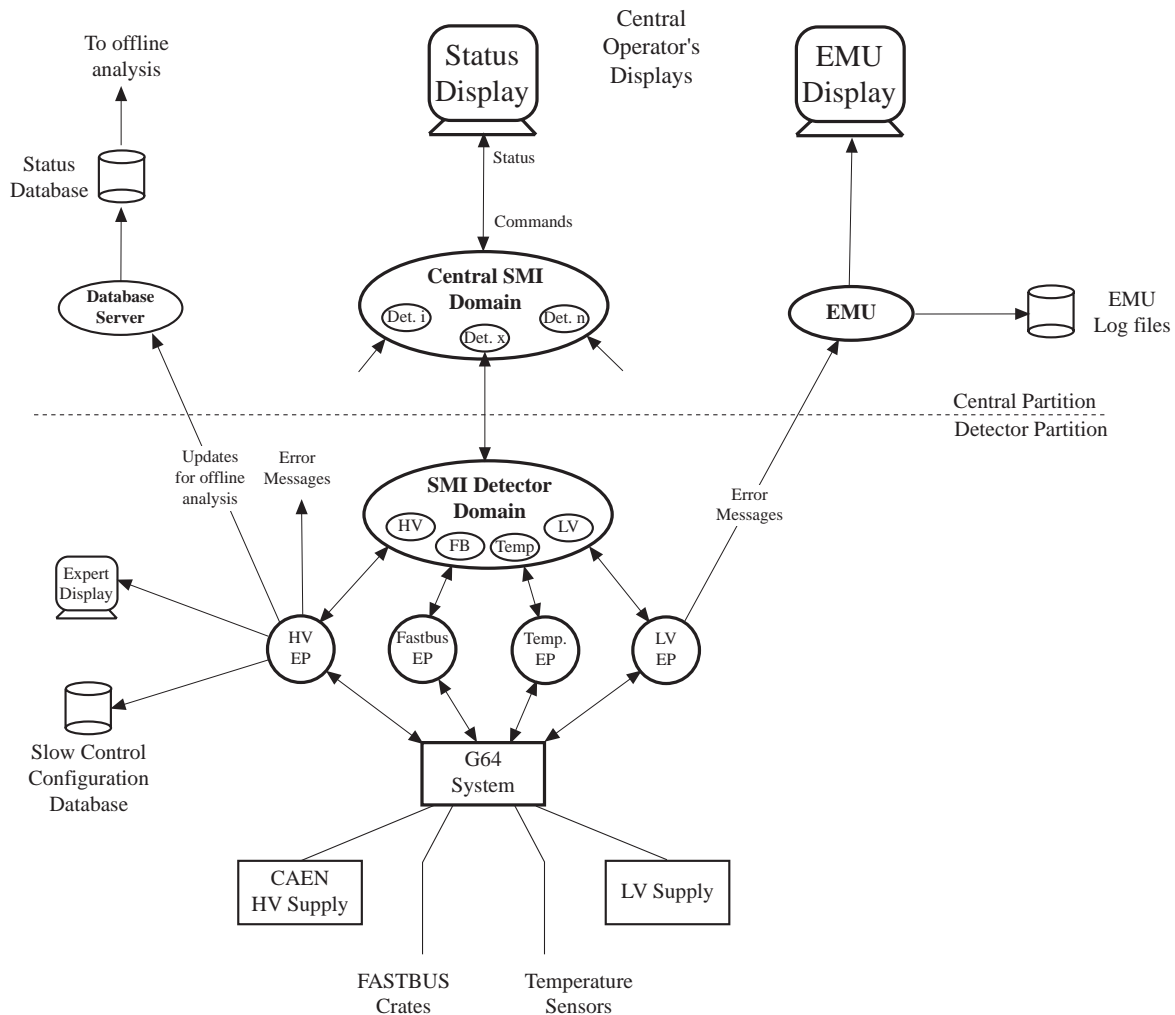 To offline
analysis
Status
Display
Central
Operator's
Displays
EMU
Display
Status
Database
Status
Commands
Database
Server
Central SMI
Domain
Det. i
Det. x
Det. n
EMU
EMU
Log files
Central Partition
Detector Partition
Updates
for offline
analysis
Error
Messages
SMI Detector
Domain
HV
FB
Temp
LV
Error
Messages
Expert
Display
HV
EP
Fastbus
EP
Temp.
EP
LV
EP
Slow Control
Configuration
Database
G64
System
CAEN
HV Supply
LV Supply
FASTBUS
Crates
Temperature
Sensors